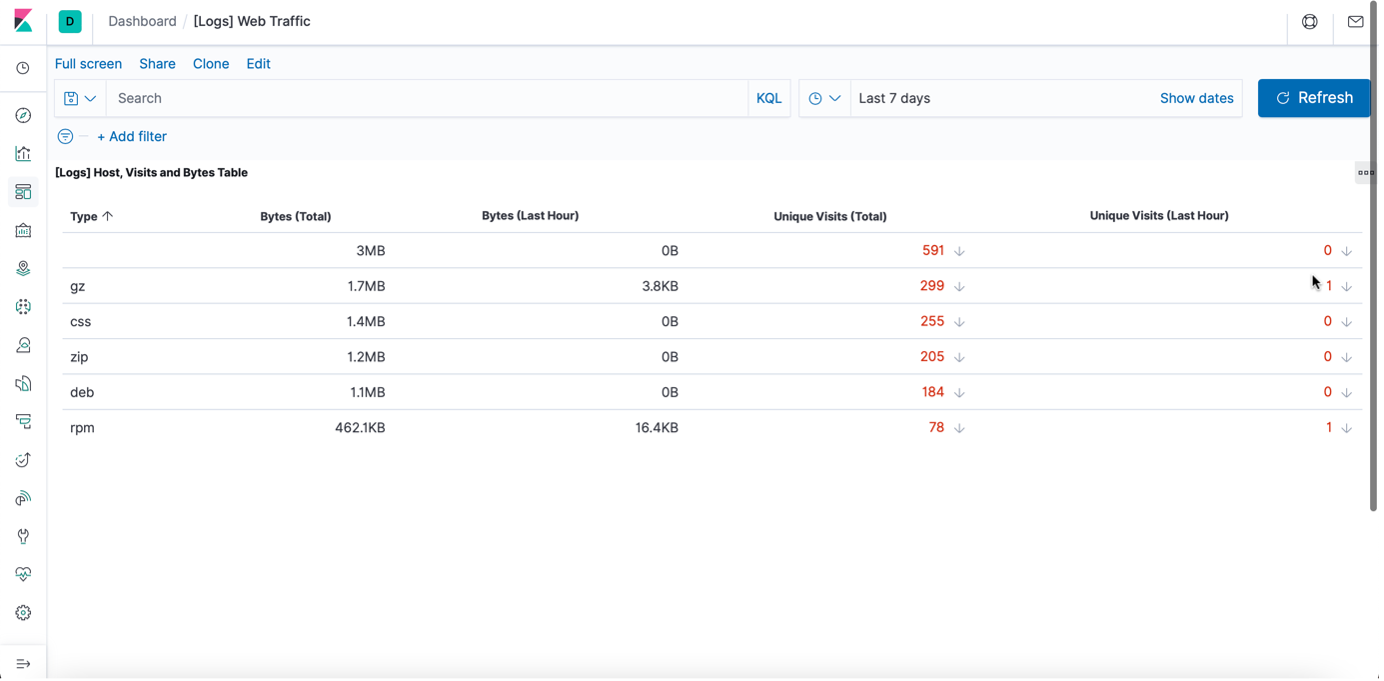 D Dashboard / [Logs] Web Traffic
Full screen Share Clone Edit
Search KQL Last 7 days Show dates Refresh
+ Add filter
[Logs] Host, Visits and Bytes Table
Type Bytes (Total) Bytes (Last Hour) Unique Visits (Total) Unique Visits (Last Hour)
3MB 0B 591 0
gz 1.7MB 3.8KB 299 1
css 1.4MB 0B 255 0
zip 1.2MB 0B 205 0
deb 1.1MB 0B 184 0
rpm 462.1KB 16.4KB 78 1